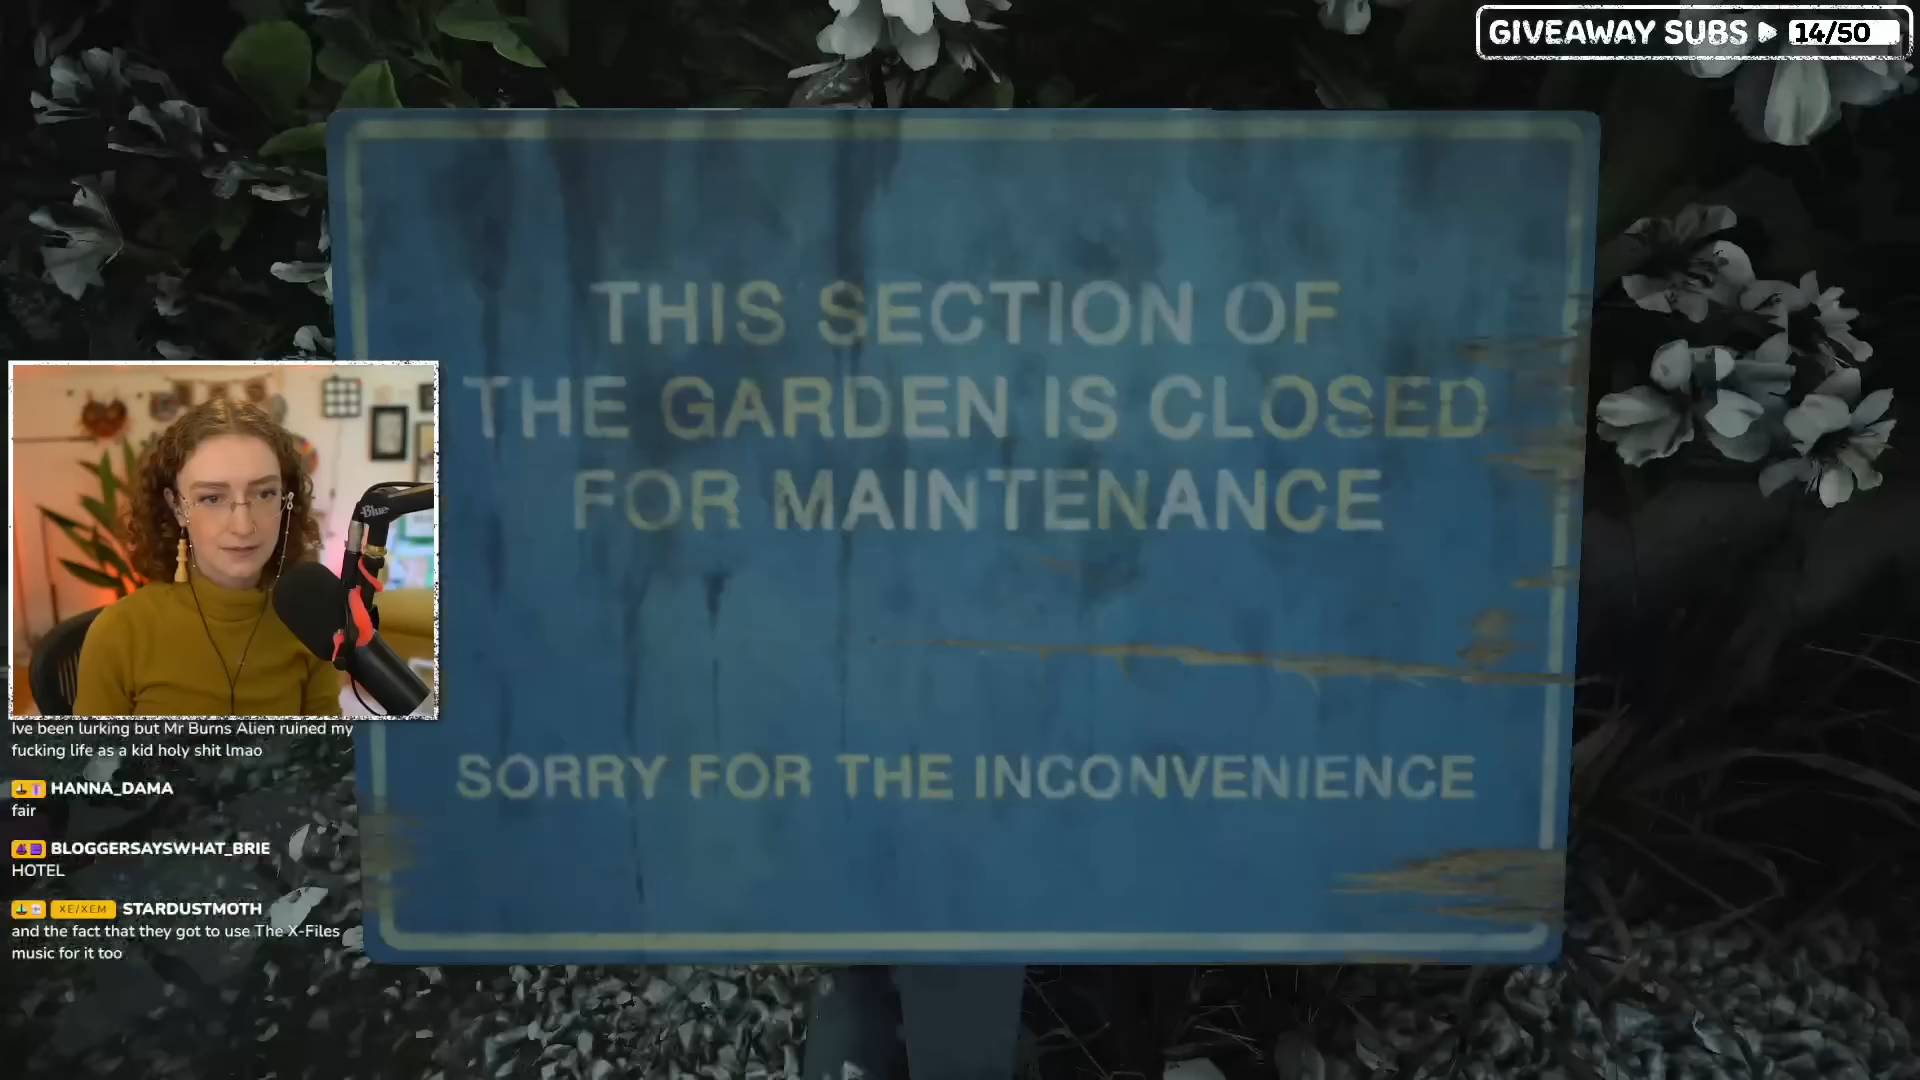 GIVEAWAY SUBS 14/50
THIS SECTION OF
THE GARDEN IS CLOSED
FOR MAINTENANCE
SORRY FOR THE INCONVENIENCE
Blue
Ive been lurking but Mr Burns Alien ruined my
fucking life as a kid holy shit lmao
HANNA_DAMA
fair
BLOGGERSAYSWHAT_BRIE
HOTEL
XE/XEM STARDUSTMOTH
and the fact that they got to use The X-Files
music for it too